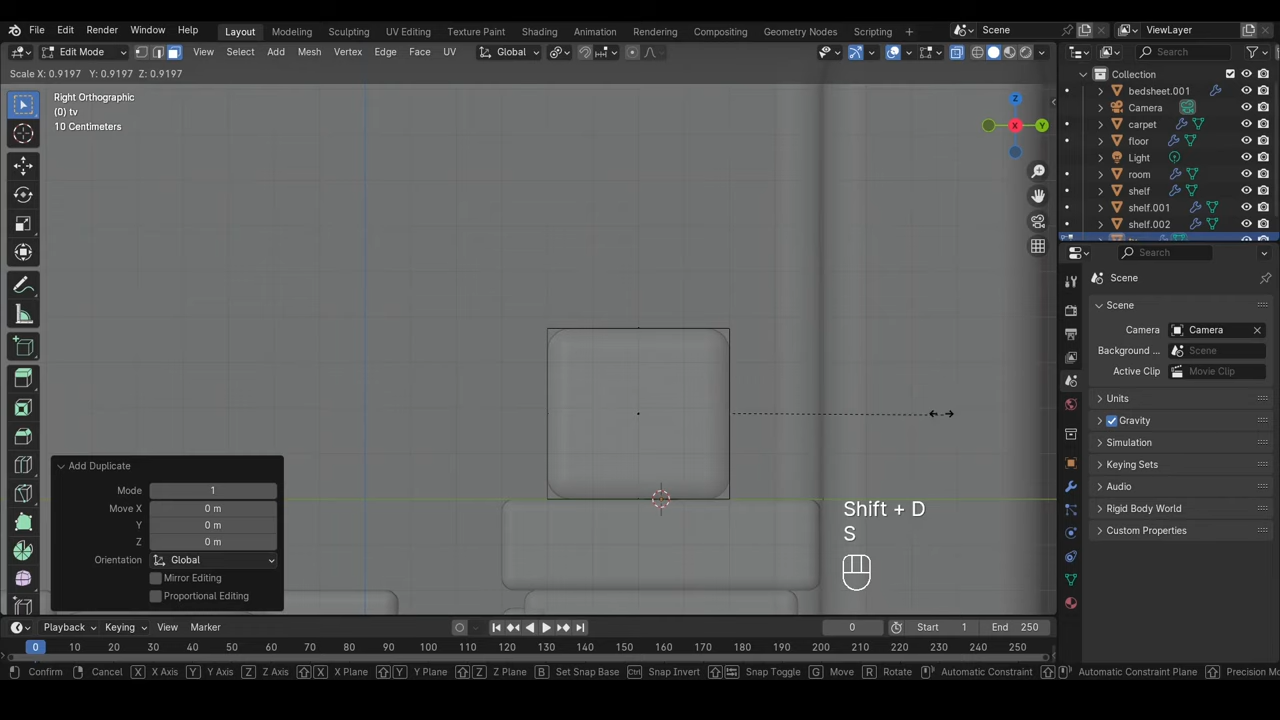 File Edit Render Window Help Layout Modeling Sculpting UV Editing Texture Paint Shading Animation Rendering Compositing Geometry Nodes Scripting Scene ViewLayer
Edit Mode View Select Add Mesh Vertex Edge Face UV Global Search
Scale X: 0.9197 Y: 0.9197 Z: 0.9197
Right Orthographic
(0) tv
10 Centimeters
Z
X
Y
Collection
bedsheet.001
Camera
carpet
floor
Light
room
shelf
shelf.001
shelf.002
Search
Scene
Scene
Camera Camera
Background ... Scene
Active Clip Movie Clip
Units
Gravity
Simulation
Keying Sets
Audio
Rigid Body World
Custom Properties
Add Duplicate
Mode 1
Move X 0 m
Y 0 m
Z 0 m
Orientation Global
Mirror Editing
Proportional Editing
Shift + D
S
Playback Keying View Marker 0 Start 1 End 250
0 10 20 30 40 50 60 70 80 90 100 110 120 130 140 150 160 170 180 190 200 210 220 230 240 250
Confirm Cancel X X Axis Y Y Axis Z Z Axis X X Plane Y Y Plane Z Z Plane B Set Snap Base Ctrl Snap Invert Snap Toggle G Move R Rotate Automatic Constraint Automatic Constraint Plane Precision Mo